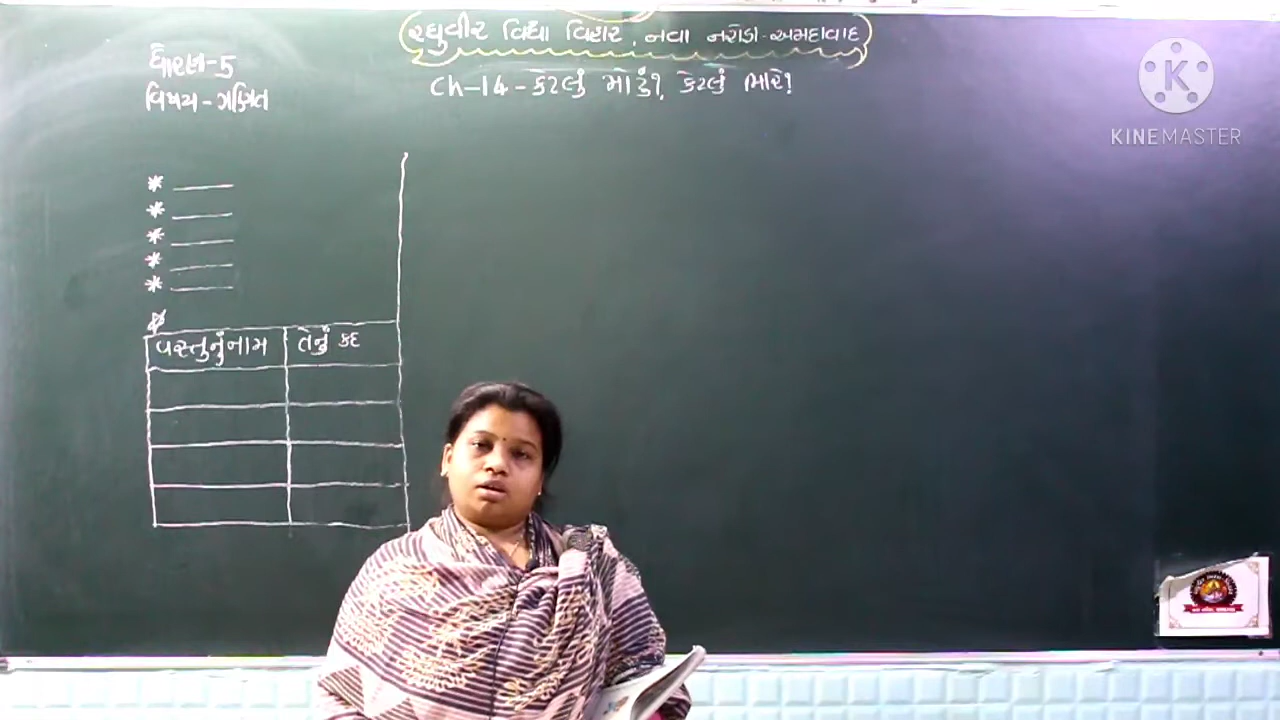 રઘુવીર વિદ્યા વિહાર, નવા નરોડા-અમદાવાદ
ધોરણ-5
વિષય-ગણિત
Ch-14-કેટલું મોટું?, કેટલું ભારે?
વસ્તુનું નામ
તેનું કદ
KINEMASTER